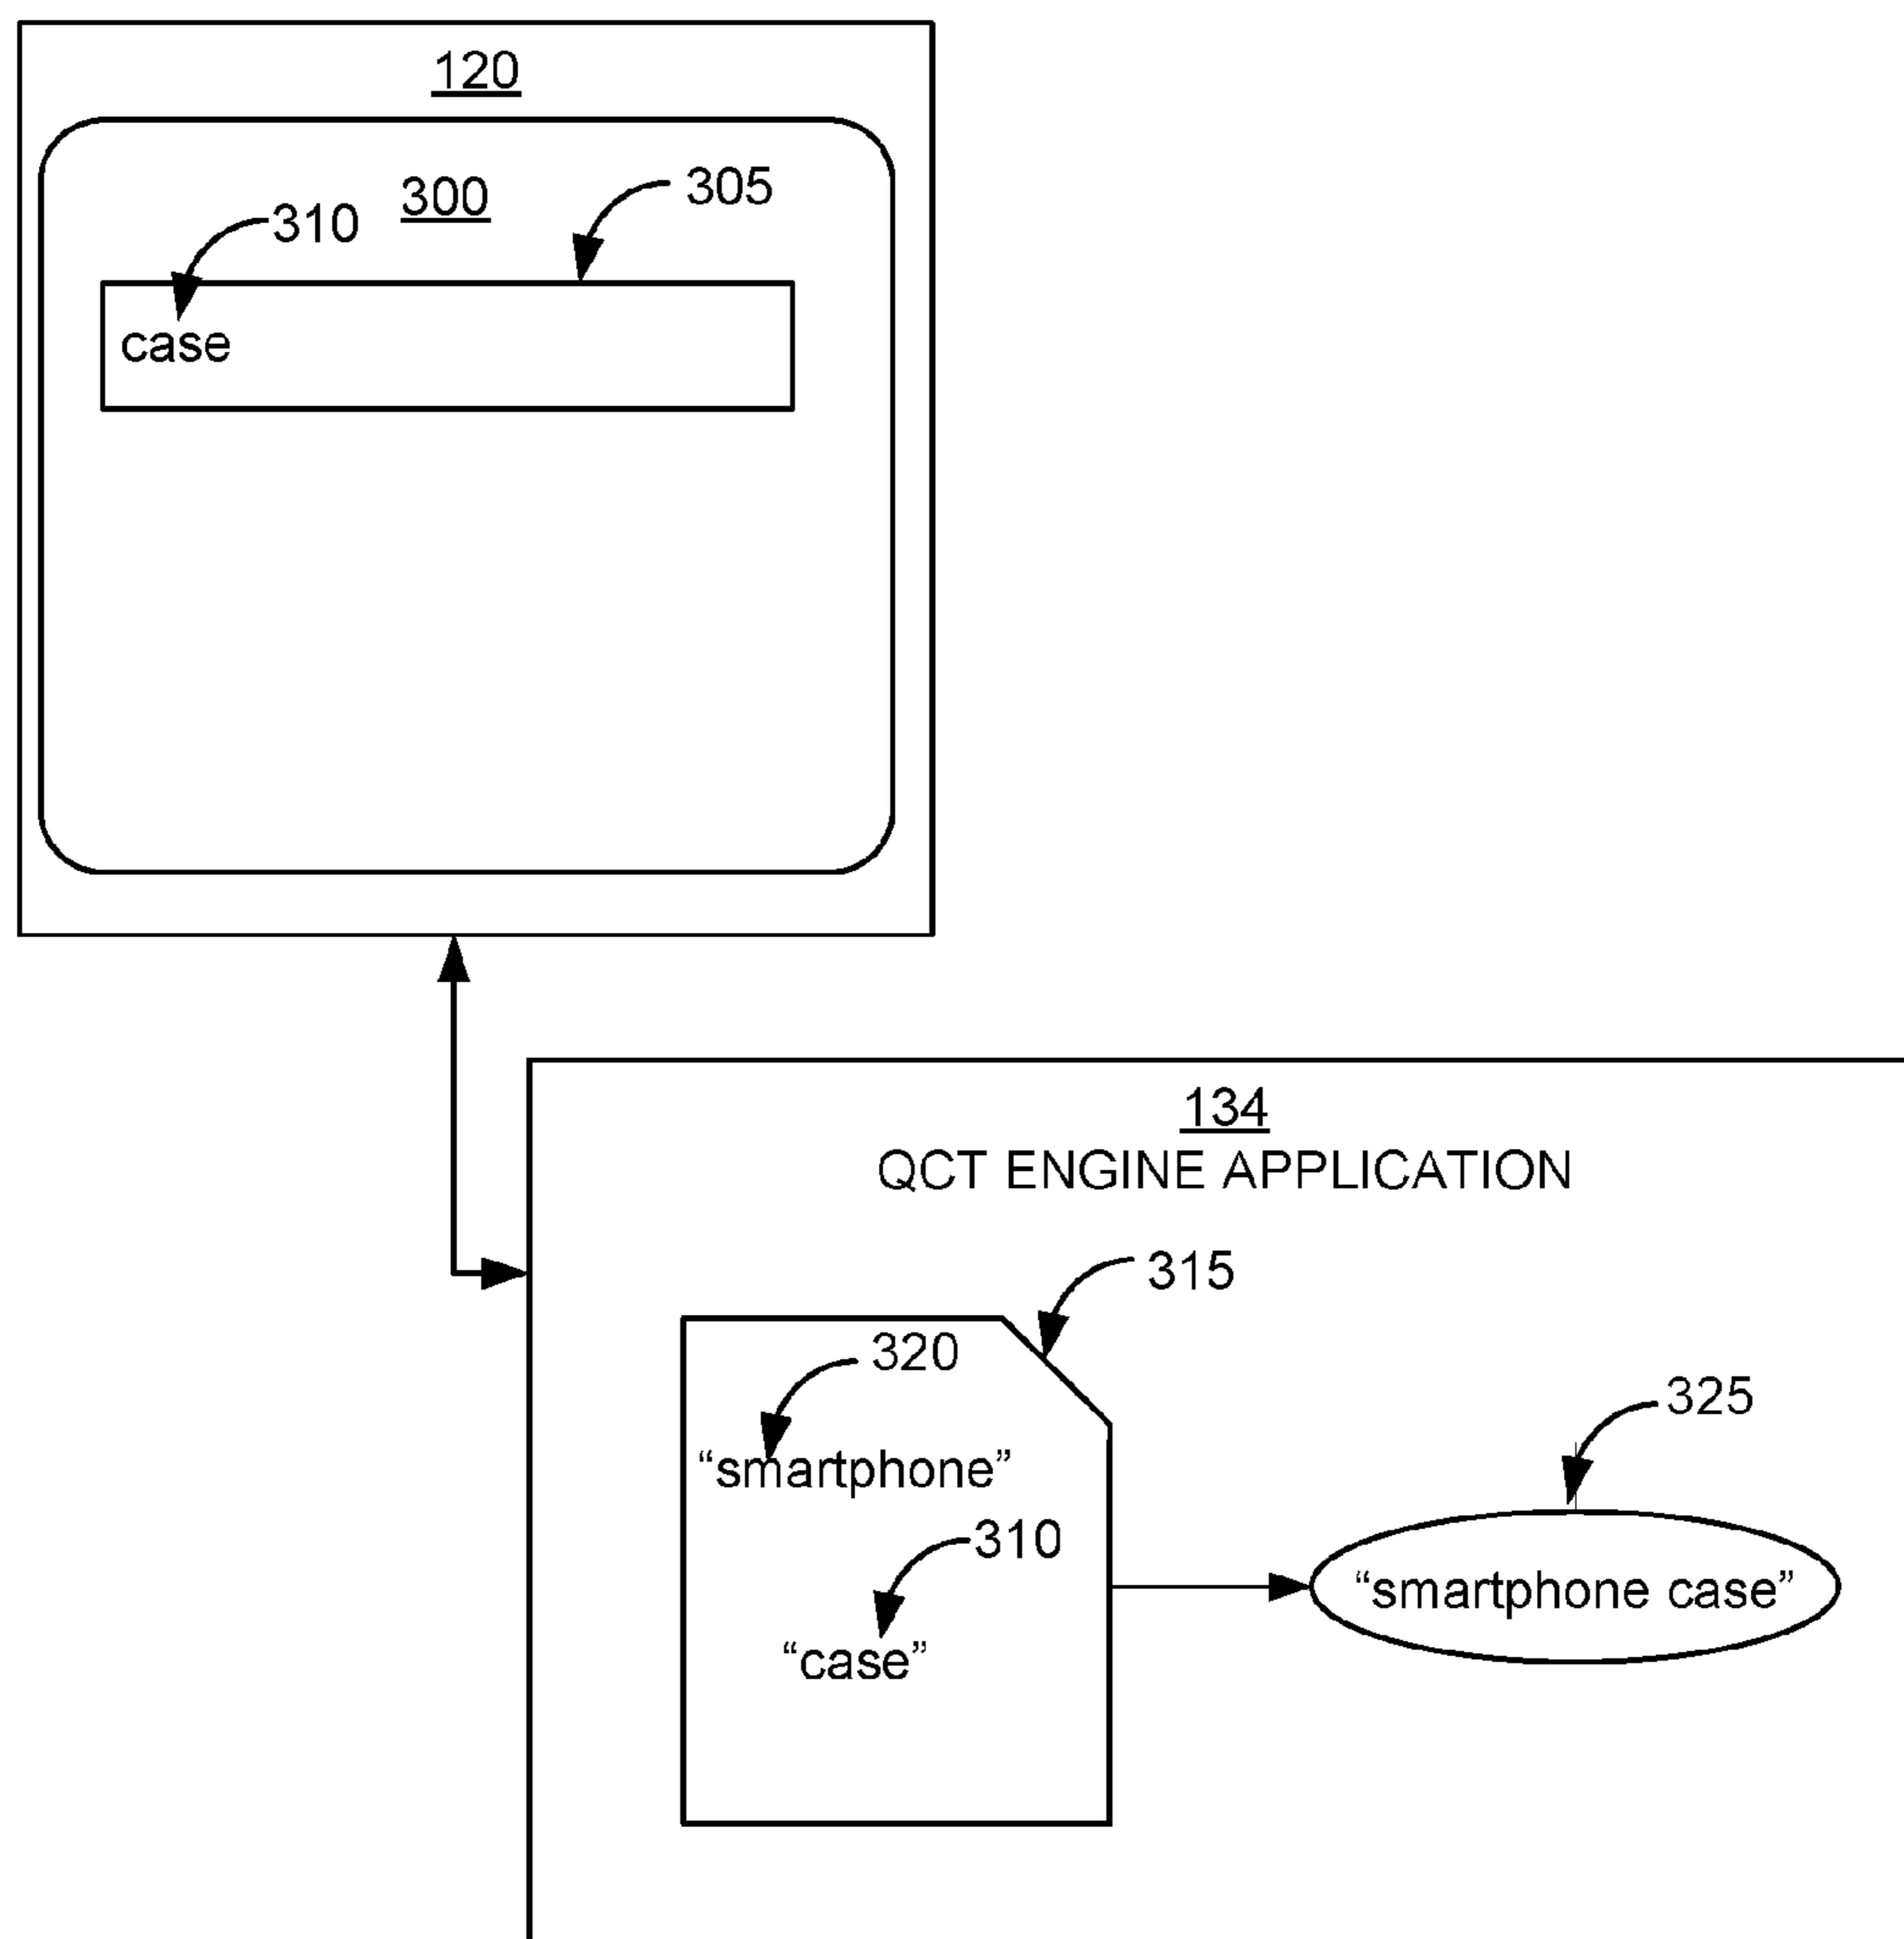 120
300
305
310
case
134
QCT ENGINE APPLICATION
315
320
“smartphone”
325
310
“smartphone case”
“case”